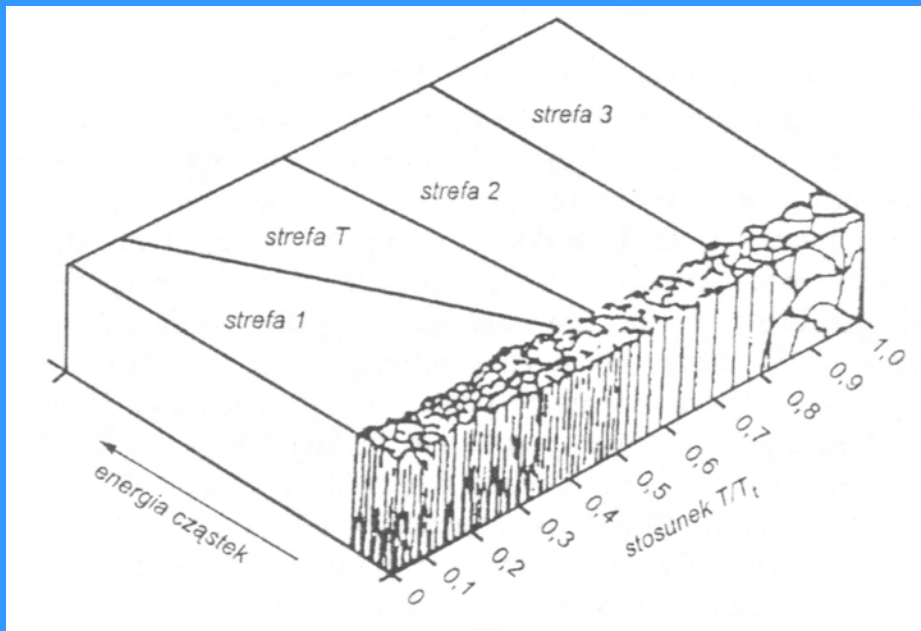 strefa 3
strefa 2
strefa T
strefa 1
energia cząstek
0
0,1
0,2
0,3
0,4
0,5
0,6
0,7
0,8
0,9
1,0
stosunek T/Tt